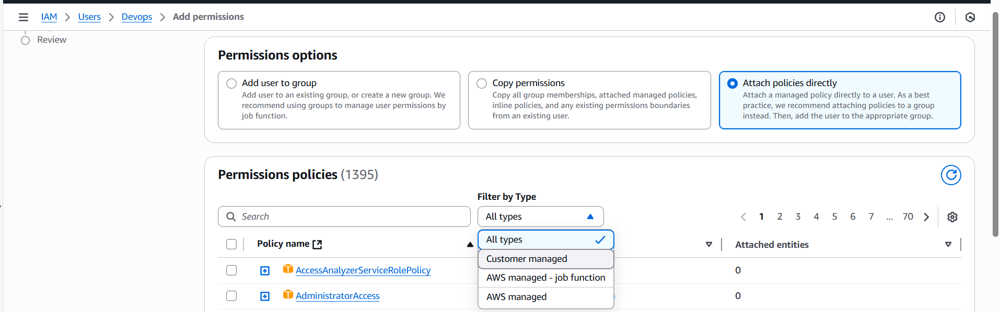 IAM > Users > Devops > Add permissions
Review
Permissions options
Add user to group
Add user to an existing group, or create a new group. We
recommend using groups to manage user permissions by
job function.
Copy permissions
Copy all group memberships, attached managed policies,
inline policies, and any existing permissions boundaries
from an existing user.
Attach policies directly
Attach a managed policy directly to a user. As a best
practice, we recommend attaching policies to a group
instead. Then, add the user to the appropriate group.
Permissions policies (1395)
Filter by Type
Search
All types
1 2 3 4 5 6 7 ... 70
All types
Customer managed
AWS managed - job function
AWS managed
Policy name
Attached entities
AccessAnalyzerServiceRolePolicy
0
AdministratorAccess
0